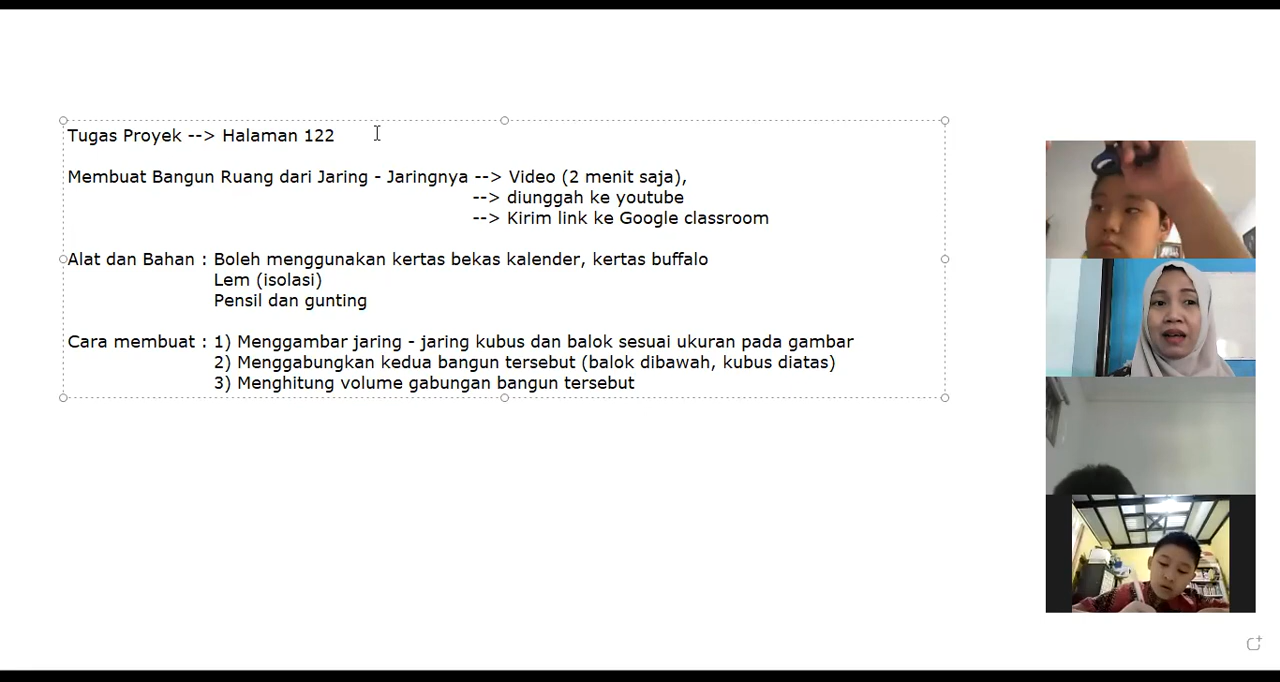 Tugas Proyek --> Halaman 122
Membuat Bangun Ruang dari Jaring - Jaringnya --> Video (2 menit saja),
--> diunggah ke youtube
--> Kirim link ke Google classroom
Alat dan Bahan : Boleh menggunakan kertas bekas kalender, kertas buffalo
Lem (isolasi)
Pensil dan gunting
Cara membuat : 1) Menggambar jaring - jaring kubus dan balok sesuai ukuran pada gambar
2) Menggabungkan kedua bangun tersebut (balok dibawah, kubus diatas)
3) Menghitung volume gabungan bangun tersebut